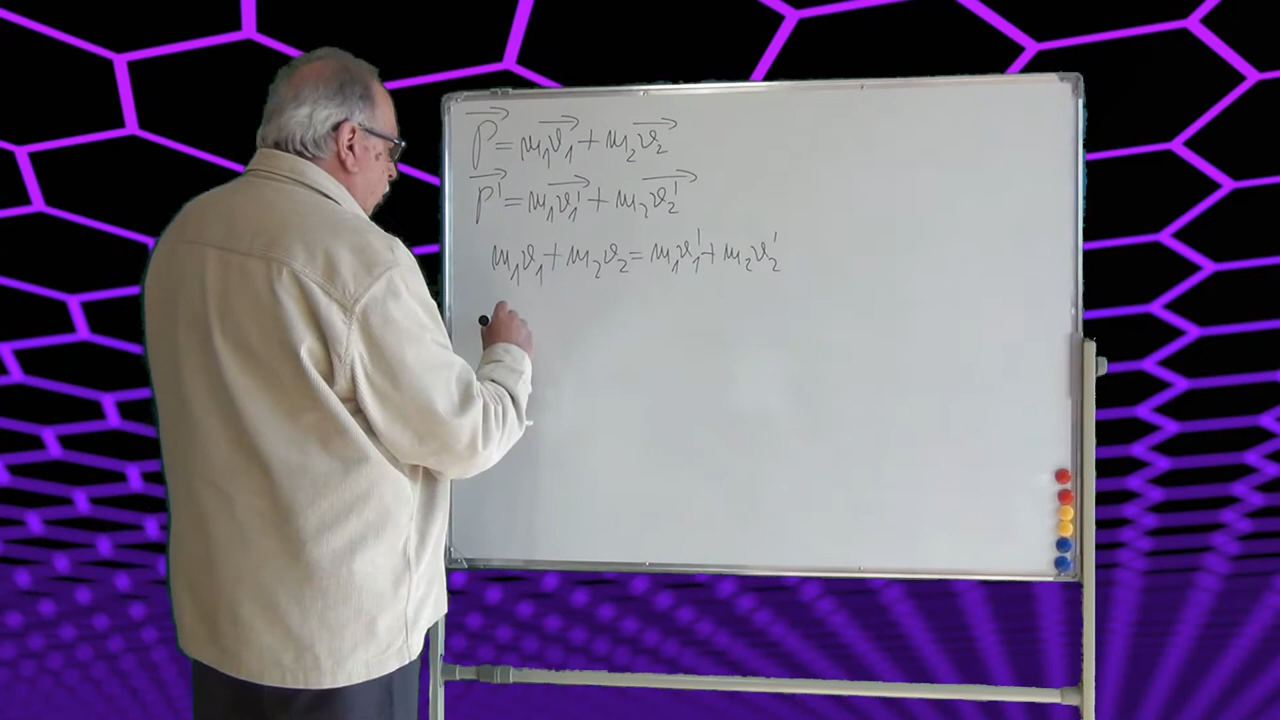 p⃗ = m₁v⃗₁ + m₂v⃗₂
p⃗' = m₁v⃗₁' + m₂v⃗₂'
m₁v₁ + m₂v₂ = m₁v₁' + m₂v₂'